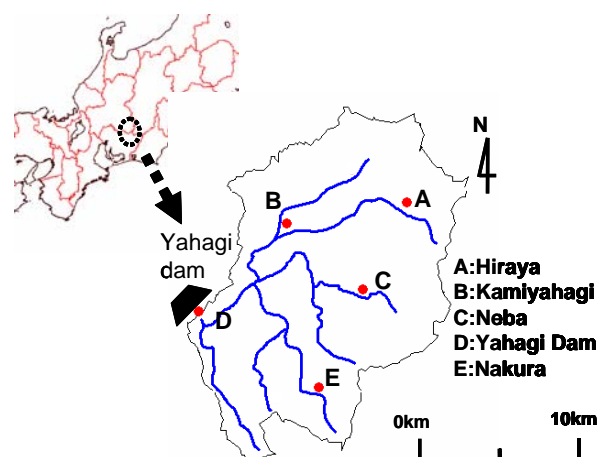 N
Yahagi
dam
A
B
C
D
E
A:Hiraya
B:Kamiyahagi
C:Neba
D:Yahagi Dam
E:Nakura
0km
10km